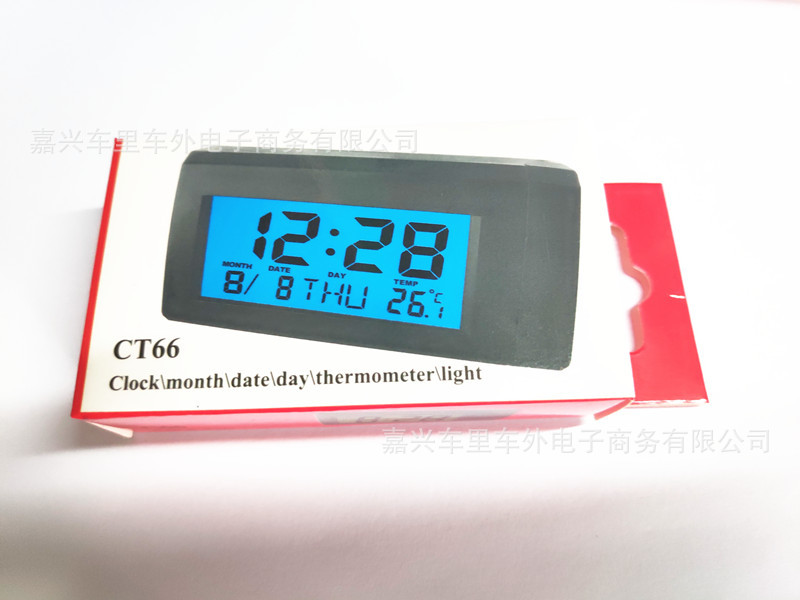 嘉兴车里车外电子商务有限公司
12:28
MONTH DATE DAY TEMP
8/ 8 THU 26.1 °C
CT66
Clock\month\date\day\thermometer\light
嘉兴车里车外电子商务有限公司